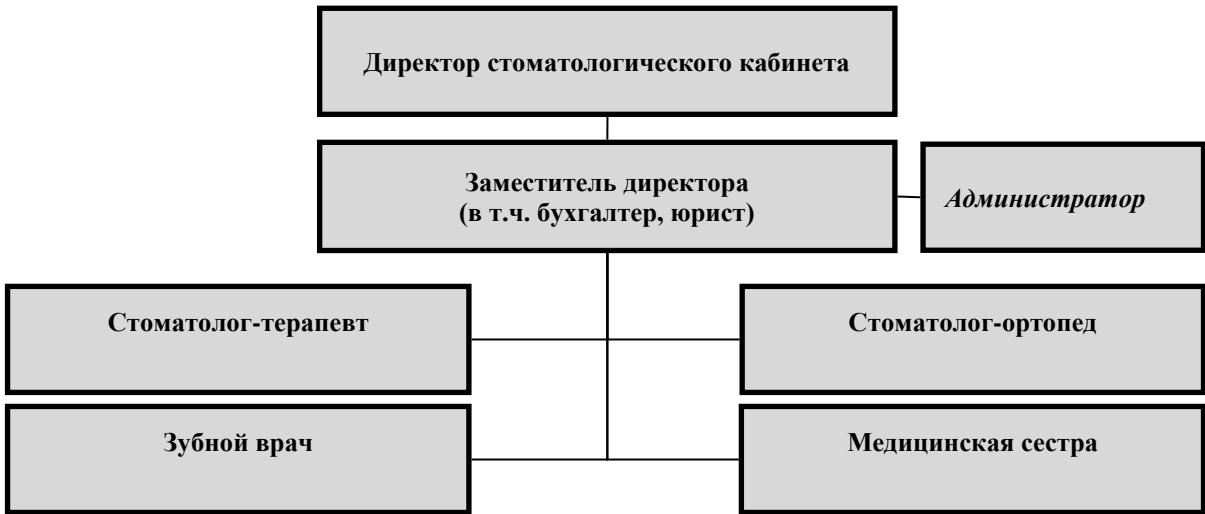 Директор стоматологического кабинета
Заместитель директора
(в т.ч. бухгалтер, юрист)
Администратор
Стоматолог-терапевт
Стоматолог-ортопед
Зубной врач
Медицинская сестра